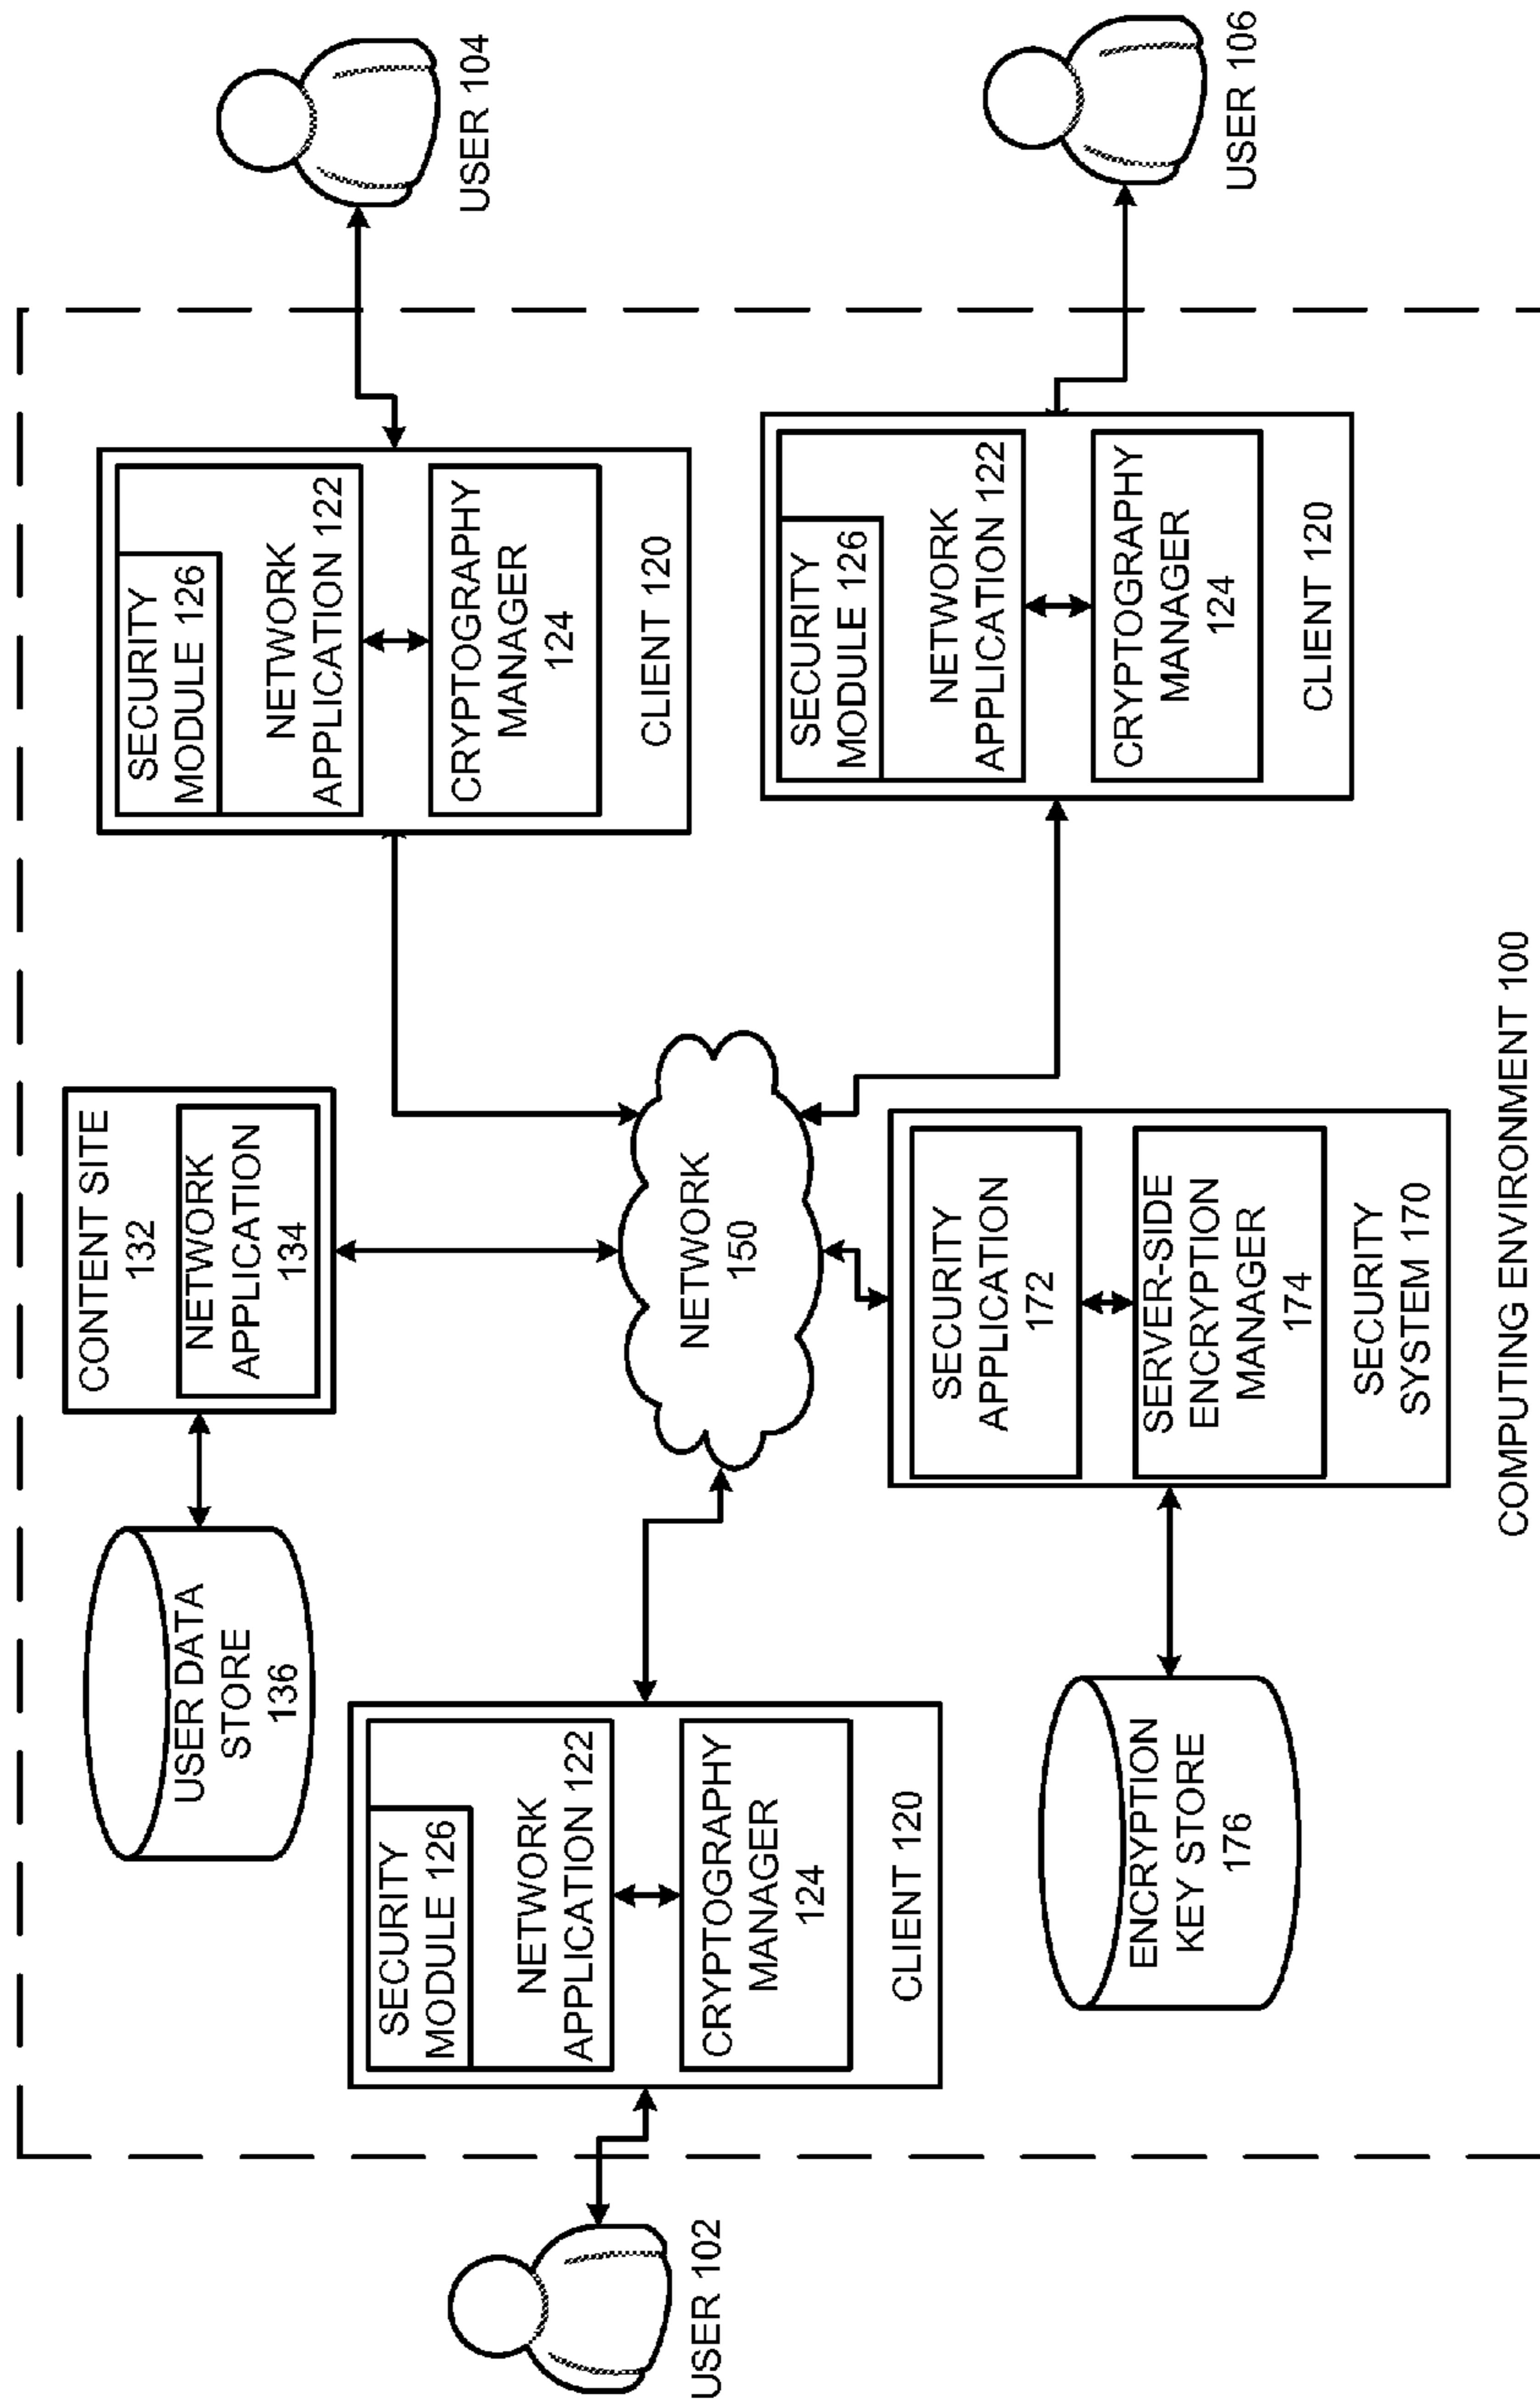 USER DATA
STORE
136
CONTENT SITE
132
NETWORK
APPLICATION
134
SECURITY
MODULE 126
NETWORK
APPLICATION 122
CRYPTOGRAPHY
MANAGER
124
CLIENT 120
USER 104
USER 102
SECURITY
MODULE 126
NETWORK
APPLICATION 122
CRYPTOGRAPHY
MANAGER
124
CLIENT 120
NETWORK
150
SECURITY
MODULE 126
NETWORK
APPLICATION 122
CRYPTOGRAPHY
MANAGER
124
CLIENT 120
USER 106
ENCRYPTION
KEY STORE
176
SECURITY
APPLICATION
172
SERVER-SIDE
ENCRYPTION
MANAGER
174
SECURITY
SYSTEM 170
COMPUTING ENVIRONMENT 100